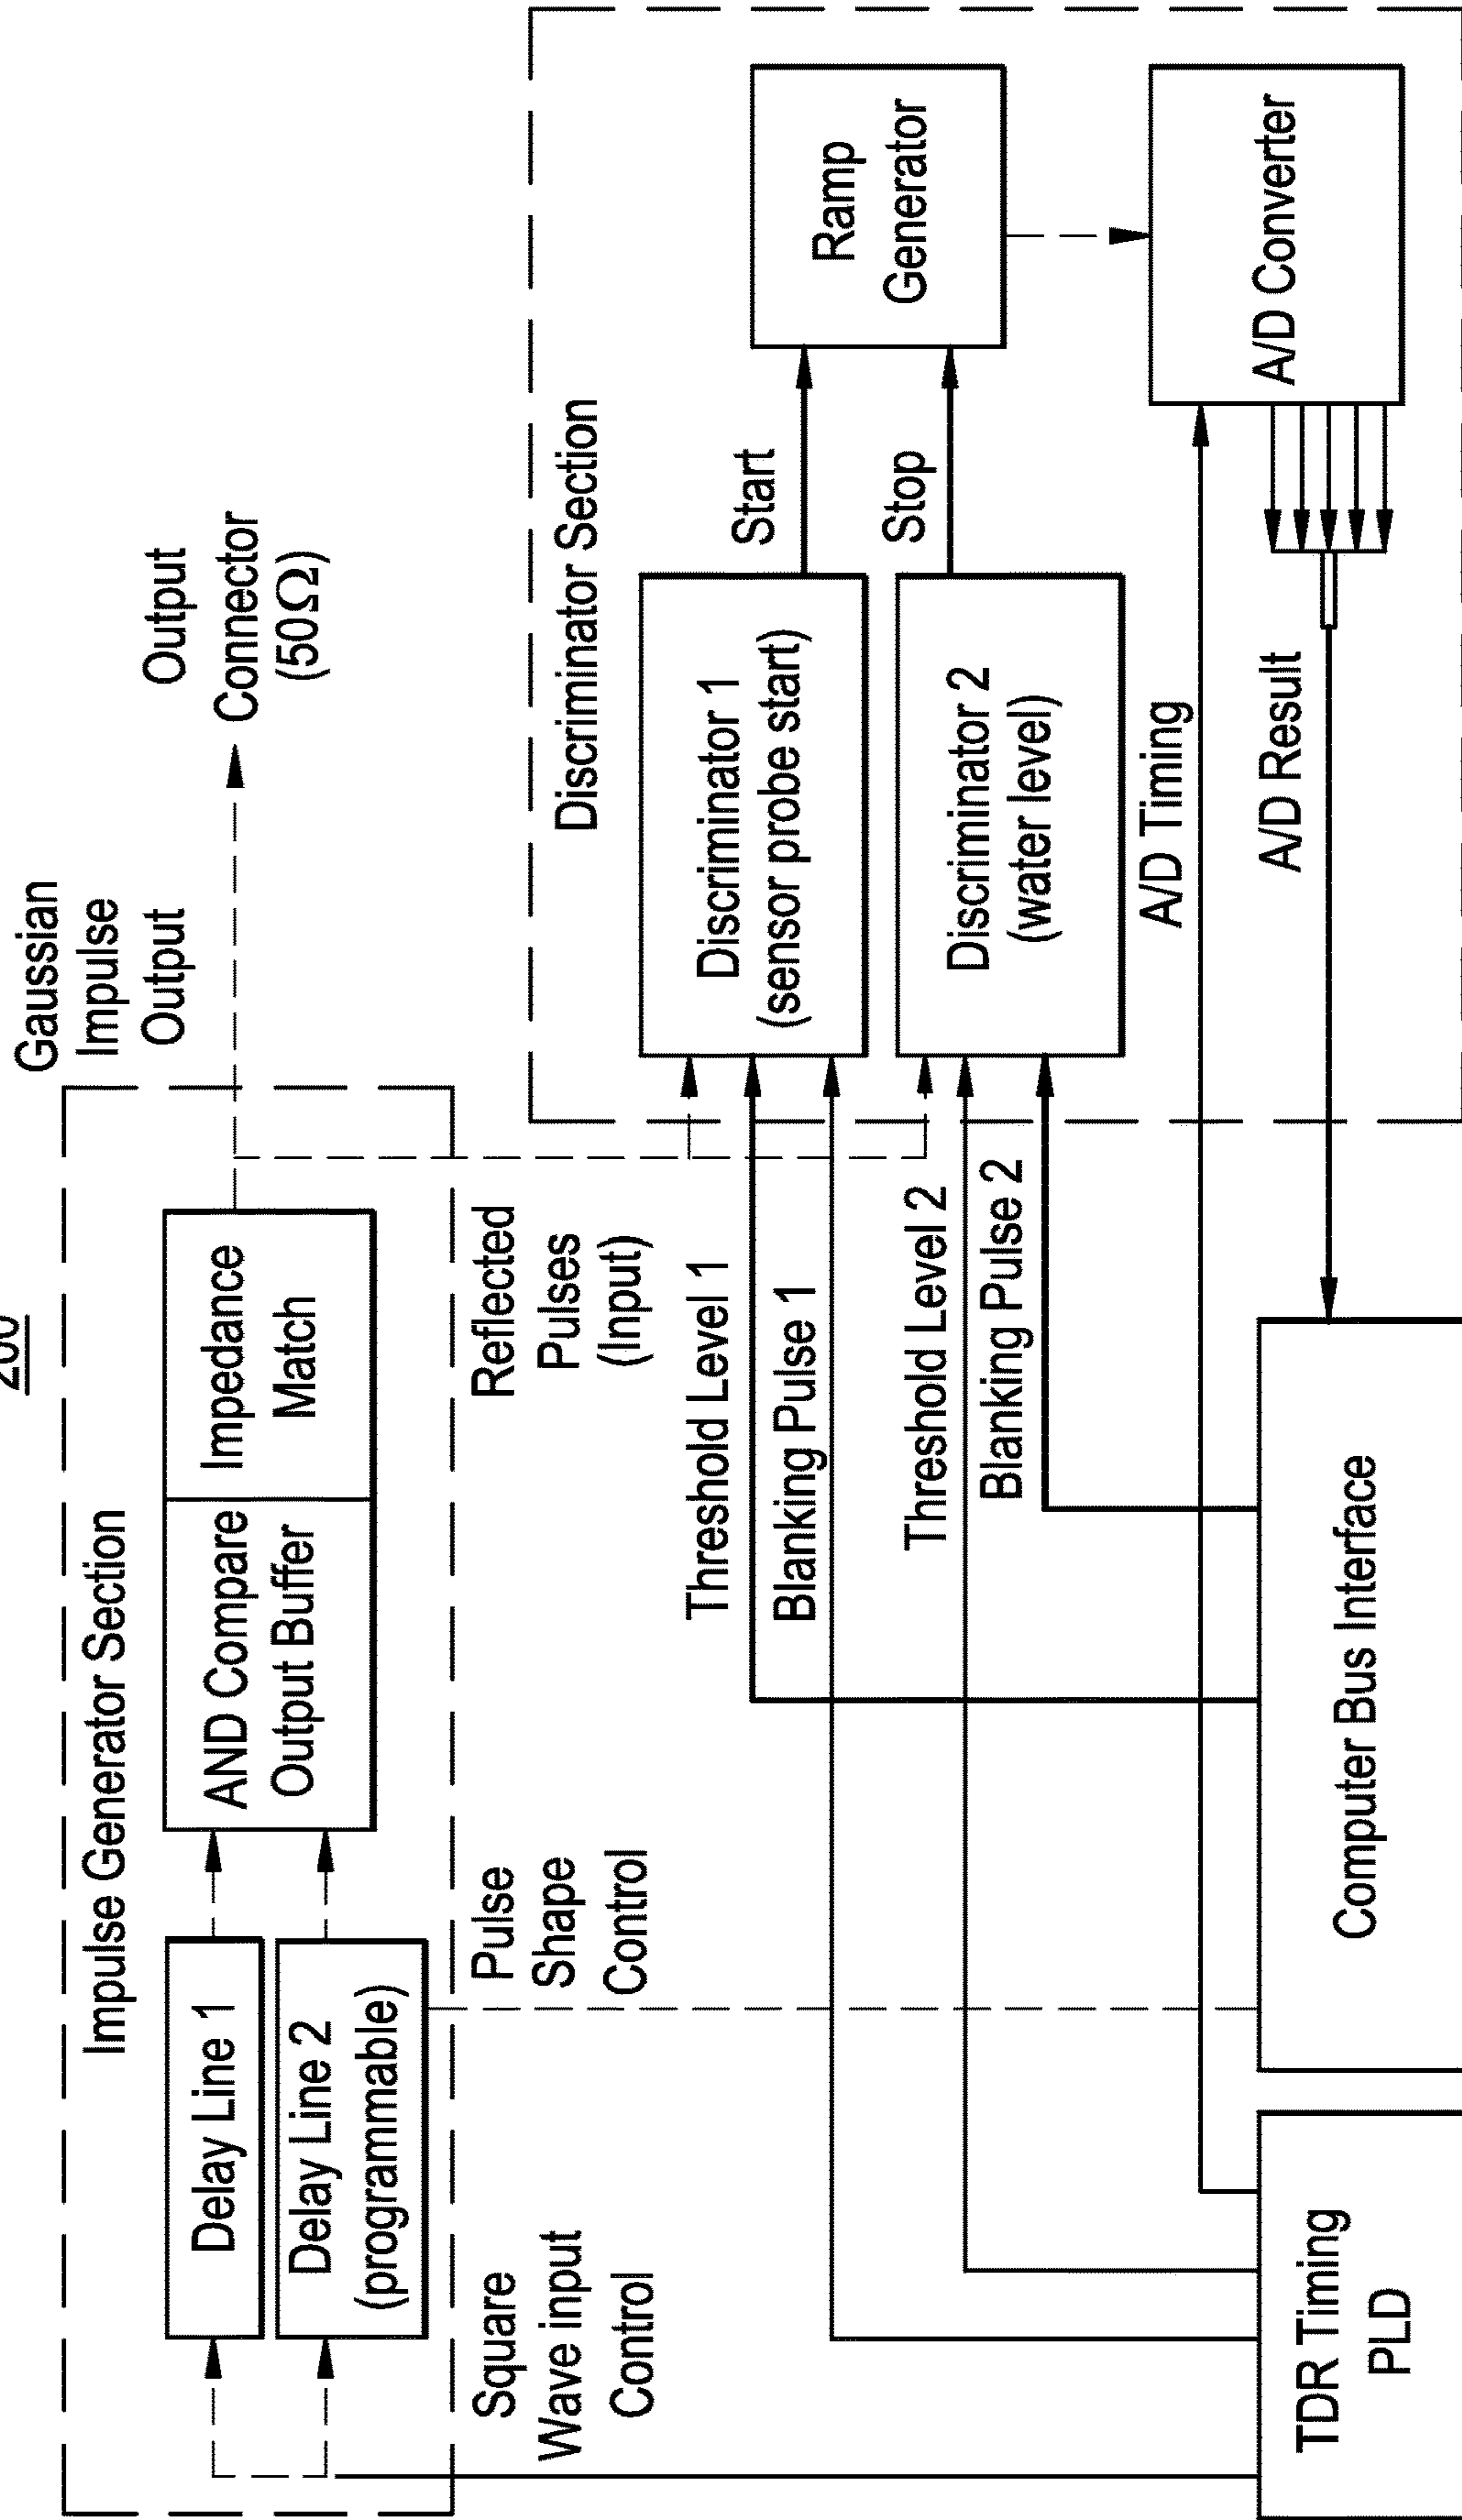 Impulse Generator Section
Delay Line 1
Delay Line 2
(programmable)
AND Compare
Output Buffer
Impedance
Match
Gaussian
Impulse
Output
Output
Connector
(50Ω)
Square
Wave input
Control
Pulse
Shape
Control
Reflected
Pulses
(Input)
Discriminator Section
Threshold Level 1
Blanking Pulse 1
Discriminator 1
(sensor probe start)
Start
Threshold Level 2
Blanking Pulse 2
Discriminator 2
(water level)
Stop
Ramp
Generator
A/D Timing
A/D Result
A/D Converter
TDR Timing
PLD
Computer Bus Interface